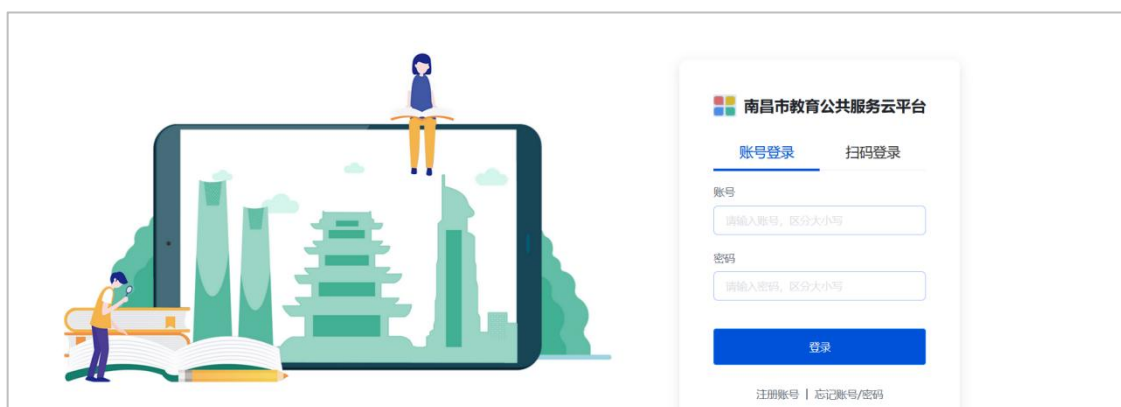 南昌市教育公共服务云平台
账号登录 扫码登录
账号
请输入账号，区分大小写
密码
请输入密码，区分大小写
登录
注册账号 | 忘记账号/密码